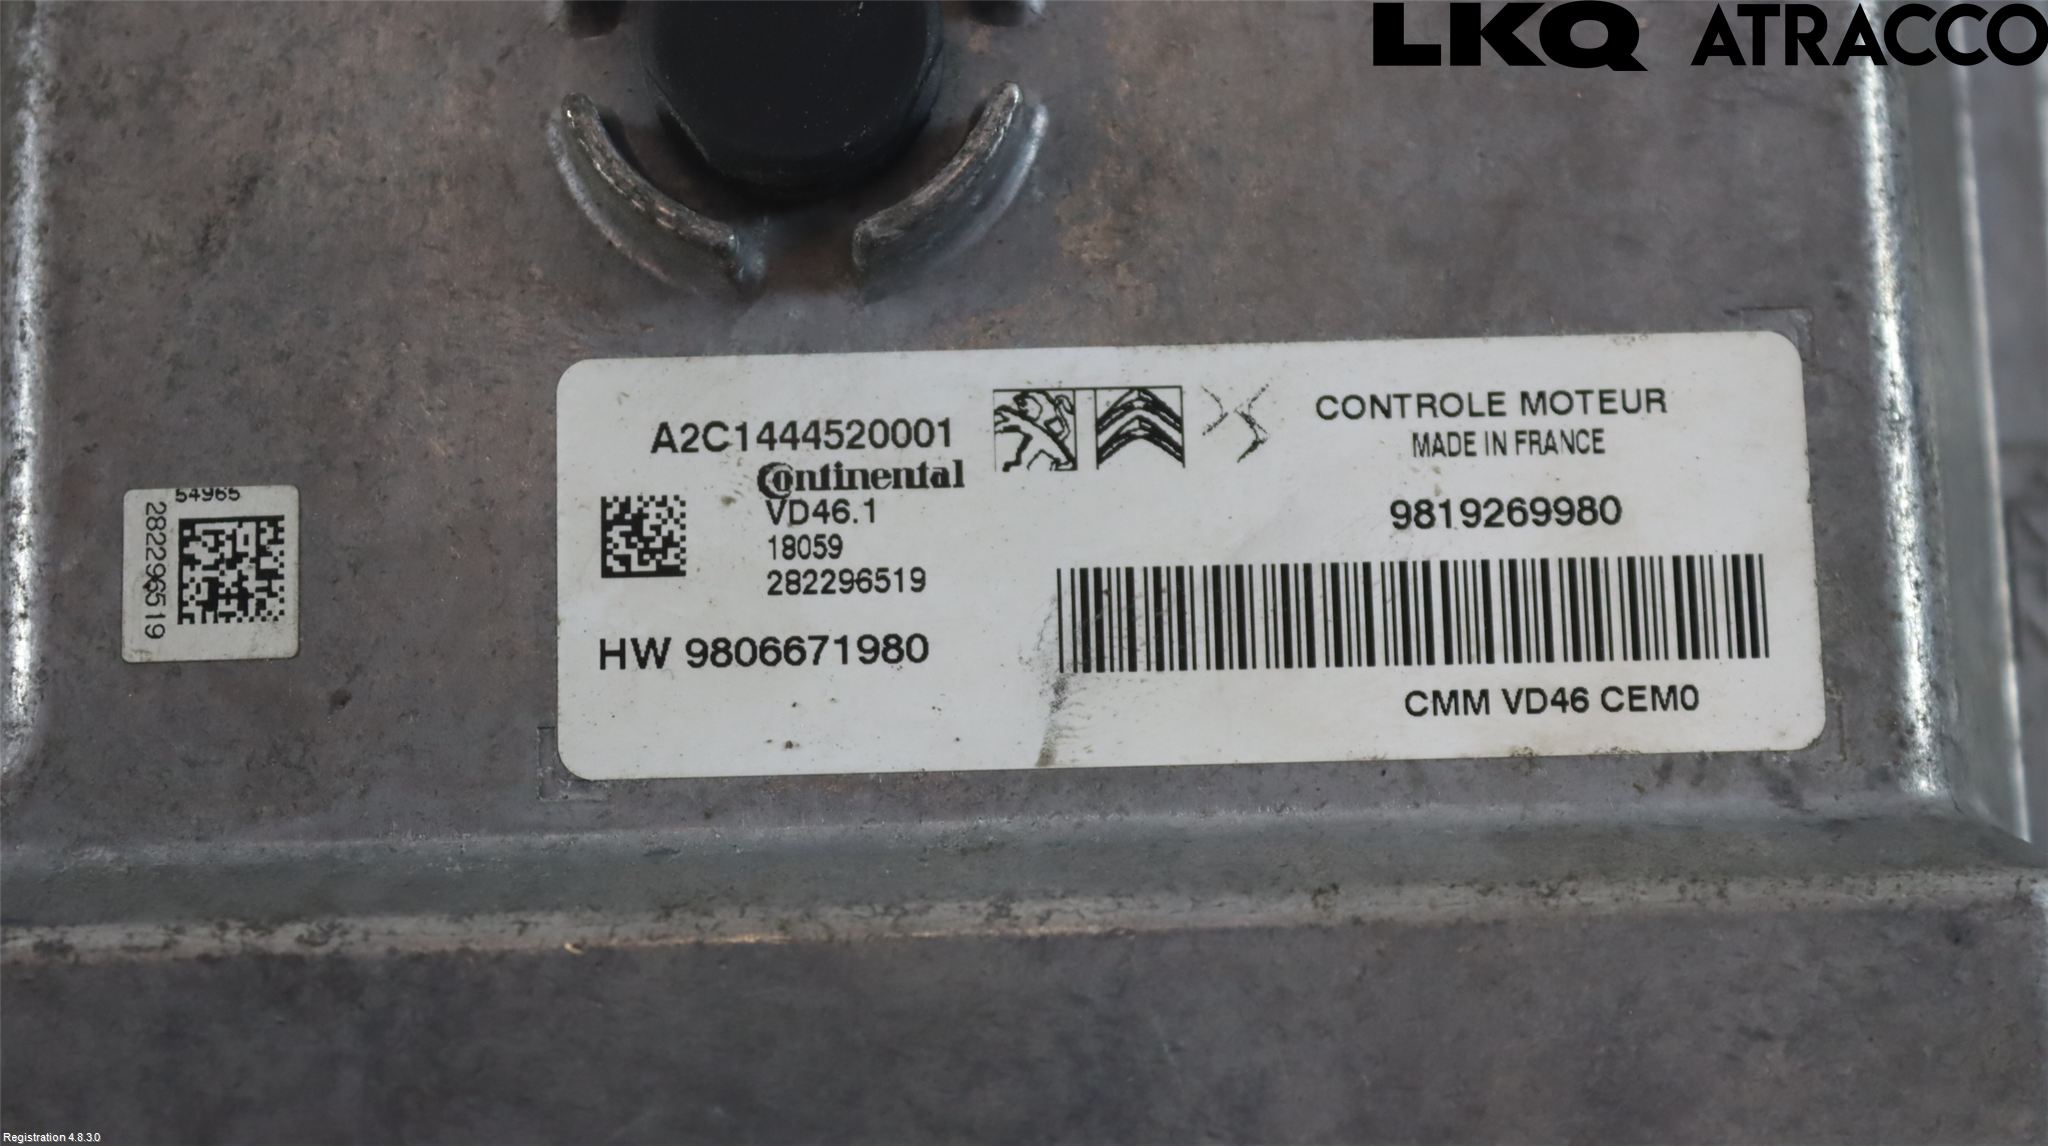 LKQ ATRACCO
54965
282296519
A2C1444520001
Continental
VD46.1
18059
282296519
HW 9806671980
CONTROLE MOTEUR
MADE IN FRANCE
9819269980
CMM VD46 CEM0
Registration 4.8.3.0